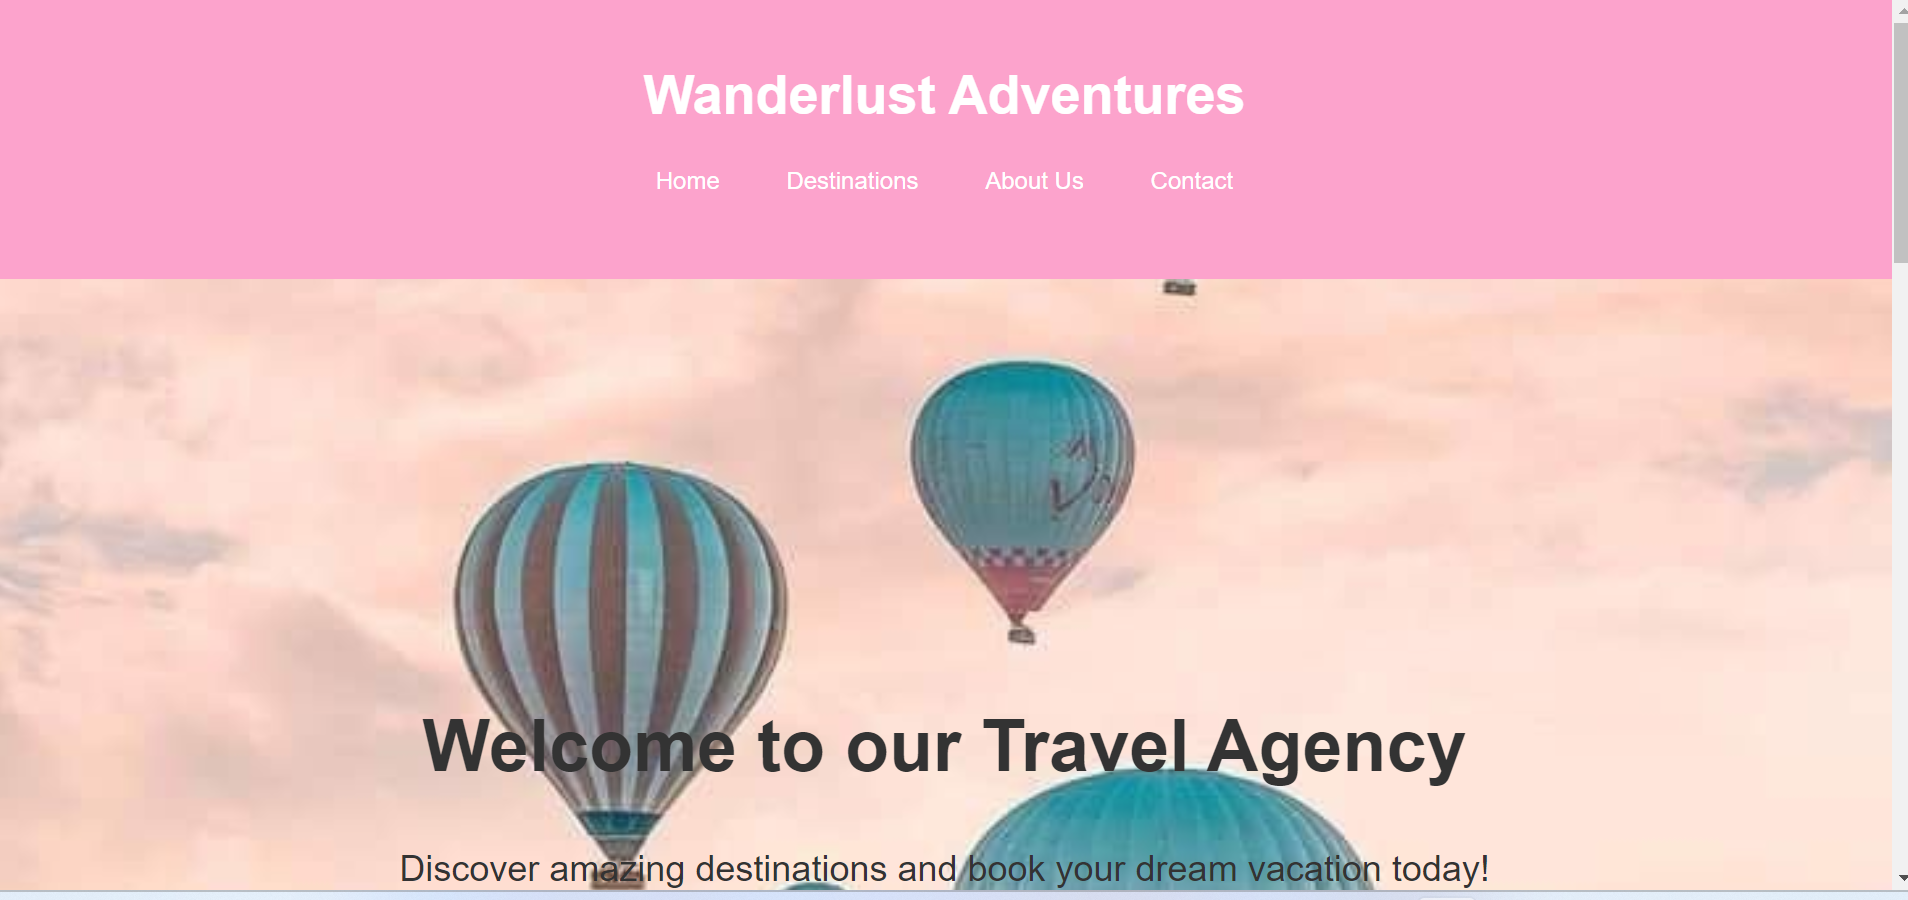 Wanderlust Adventures
Home Destinations About Us Contact
Welcome to our Travel Agency
Discover amazing destinations and book your dream vacation today!